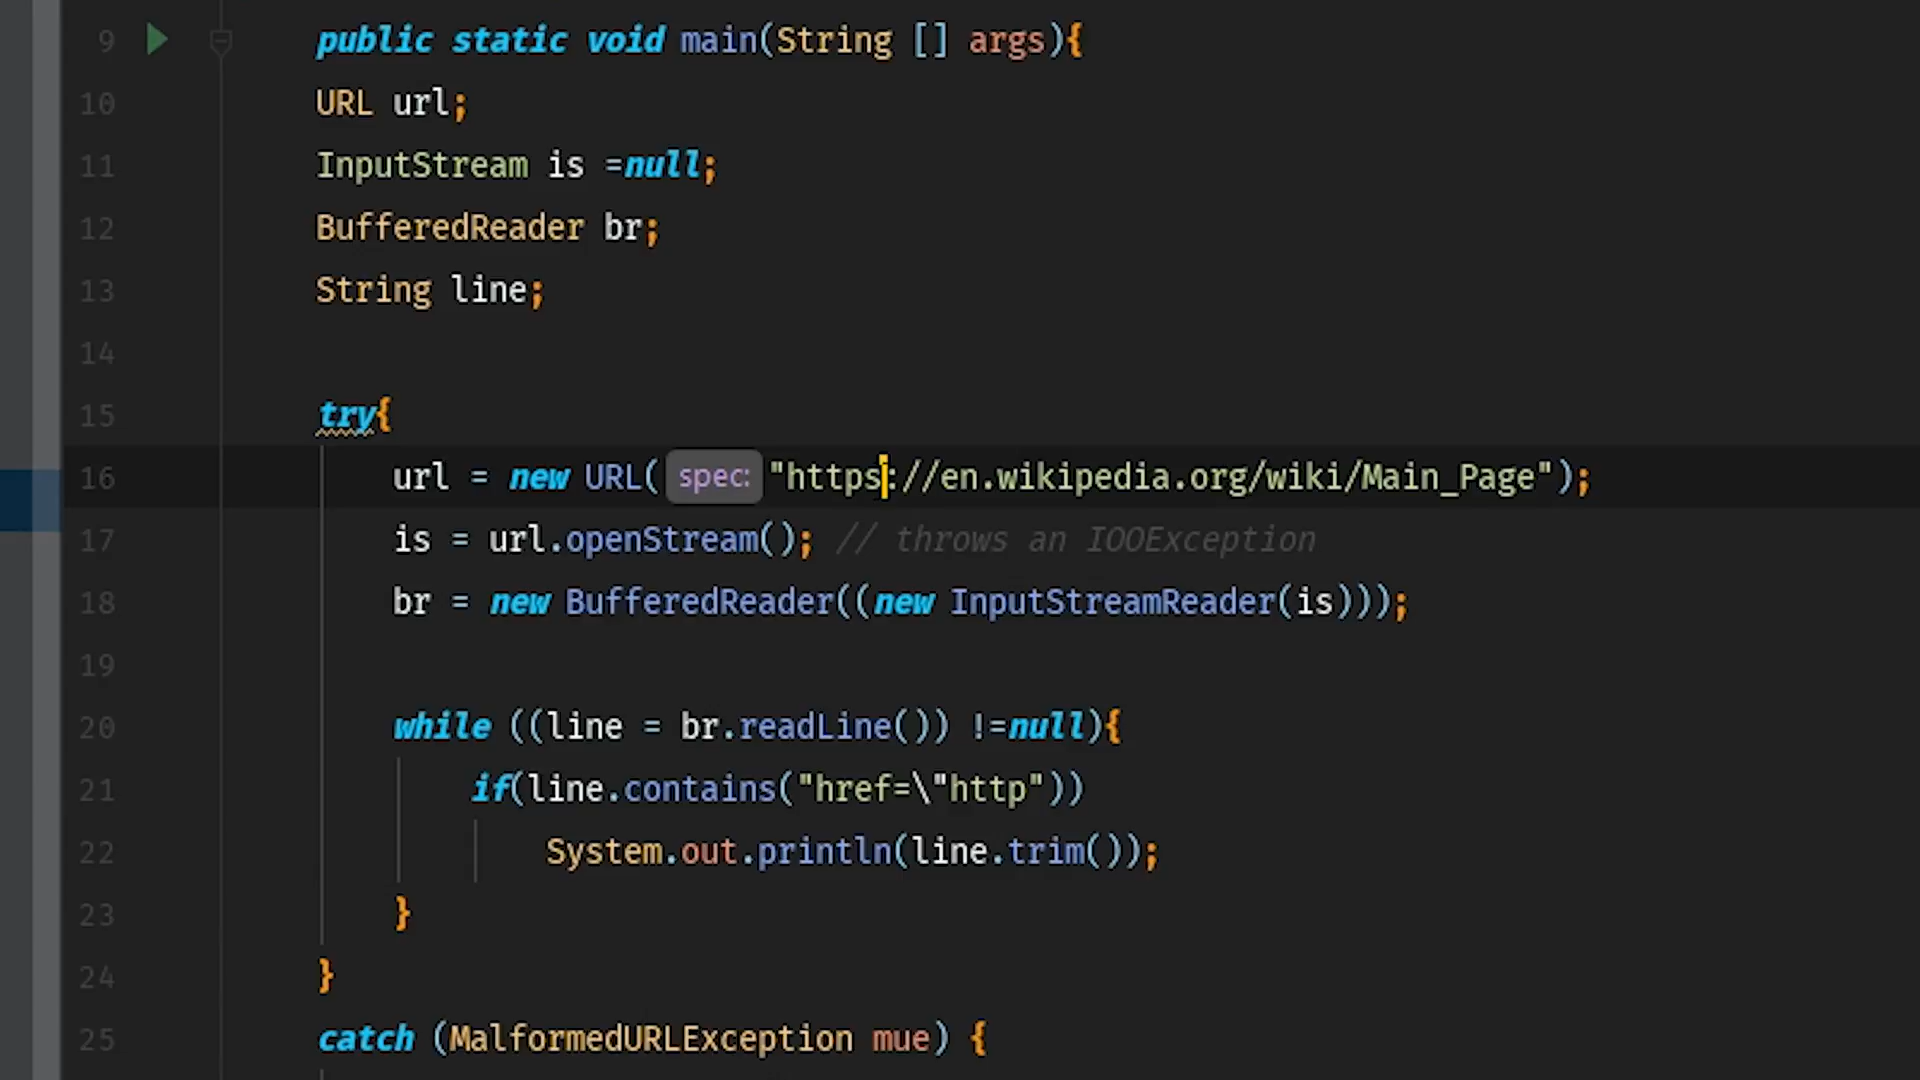 9 public static void main(String [] args){
10 URL url;
11 InputStream is =null;
12 BufferedReader br;
13 String line;
14
15 try{
16 url = new URL( spec: "https://en.wikipedia.org/wiki/Main_Page");
17 is = url.openStream(); // throws an IOOException
18 br = new BufferedReader((new InputStreamReader(is)));
19
20 while ((line = br.readLine()) !=null){
21 if(line.contains("href=\"http"))
22 System.out.println(line.trim());
23 }
24 }
25 catch (MalformedURLException mue) {